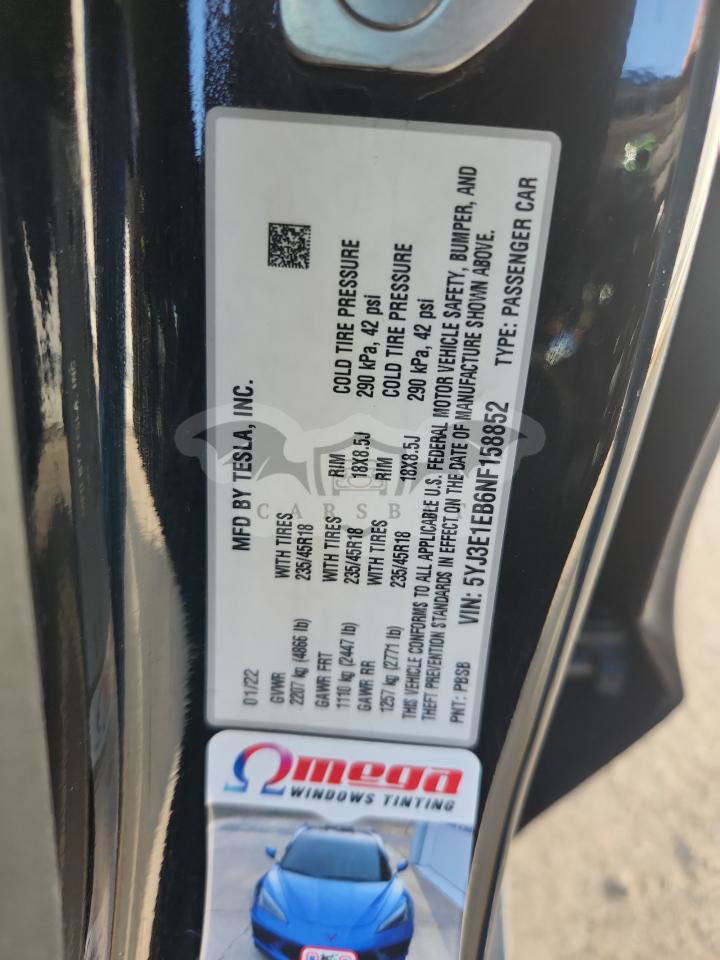 MFD BY TESLA, INC.
01/22
GVWR
2207 kg (4866 lb)
WITH TIRES
235/45R18
RIM
18X8.5J
COLD TIRE PRESSURE
290 kPa, 42 psi
GAWR FRT
1110 kg (2447 lb)
WITH TIRES
235/45R18
RIM
18X8.5J
COLD TIRE PRESSURE
290 kPa, 42 psi
GAWR RR
1257 kg (2771 lb)
WITH TIRES
235/45R18
THIS VEHICLE CONFORMS TO ALL APPLICABLE U.S. FEDERAL MOTOR VEHICLE SAFETY, BUMPER, AND
THEFT PREVENTION STANDARDS IN EFFECT ON THE DATE OF MANUFACTURE SHOWN ABOVE.
PNT: PBSB
VIN: 5YJ3E1EB6NF158852
TYPE: PASSENGER CAR
Omega
WINDOWS TINTING